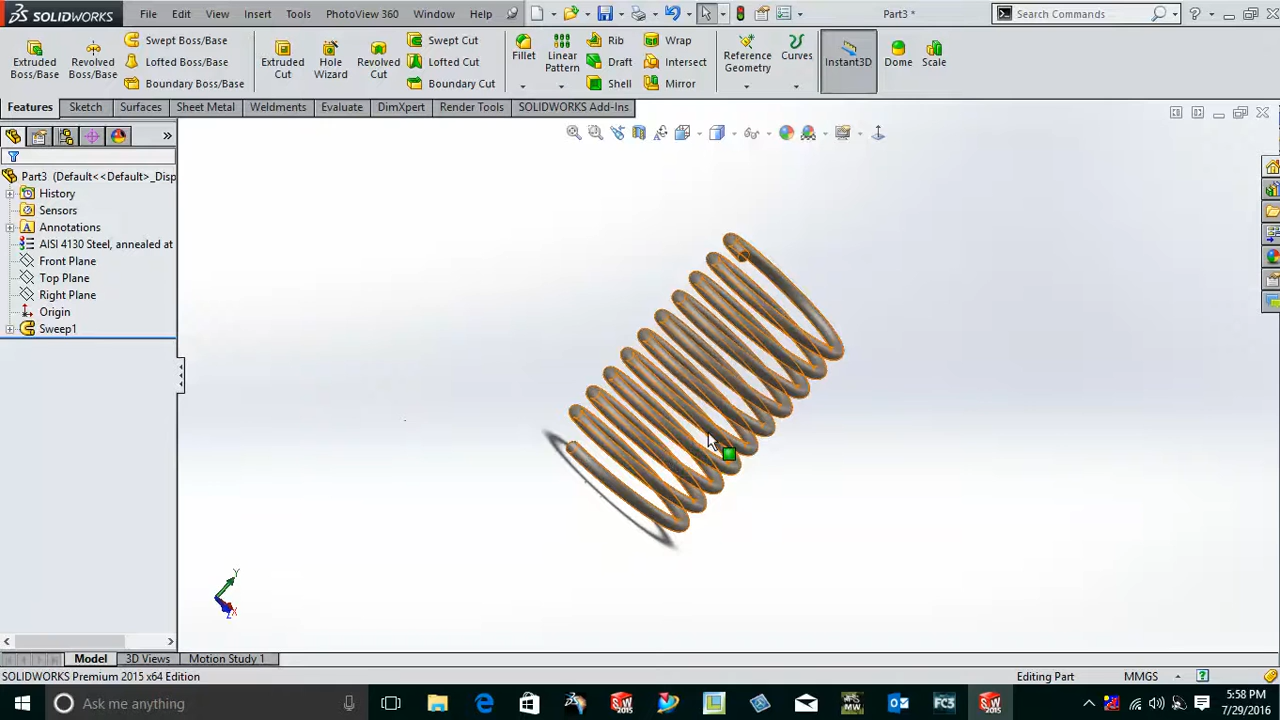 SOLIDWORKS
File Edit View Insert Tools PhotoView 360 Window Help
Part3 *
Search Commands
Extruded Boss/Base
Revolved Boss/Base
Swept Boss/Base
Lofted Boss/Base
Boundary Boss/Base
Extruded Cut
Hole Wizard
Revolved Cut
Swept Cut
Lofted Cut
Boundary Cut
Fillet
Linear Pattern
Rib
Draft
Shell
Wrap
Intersect
Mirror
Reference Geometry
Curves
Instant3D
Dome
Scale
Features Sketch Surfaces Sheet Metal Weldments Evaluate DimXpert Render Tools SOLIDWORKS Add-Ins
Part3 (Default<<Default>_Disp
History
Sensors
A Annotations
AISI 4130 Steel, annealed at
Front Plane
Top Plane
Right Plane
Origin
Sweep1
Y
X
Z
Model 3D Views Motion Study 1
SOLIDWORKS Premium 2015 x64 Edition
Editing Part
MMGS
Ask me anything
5:58 PM
7/29/2016